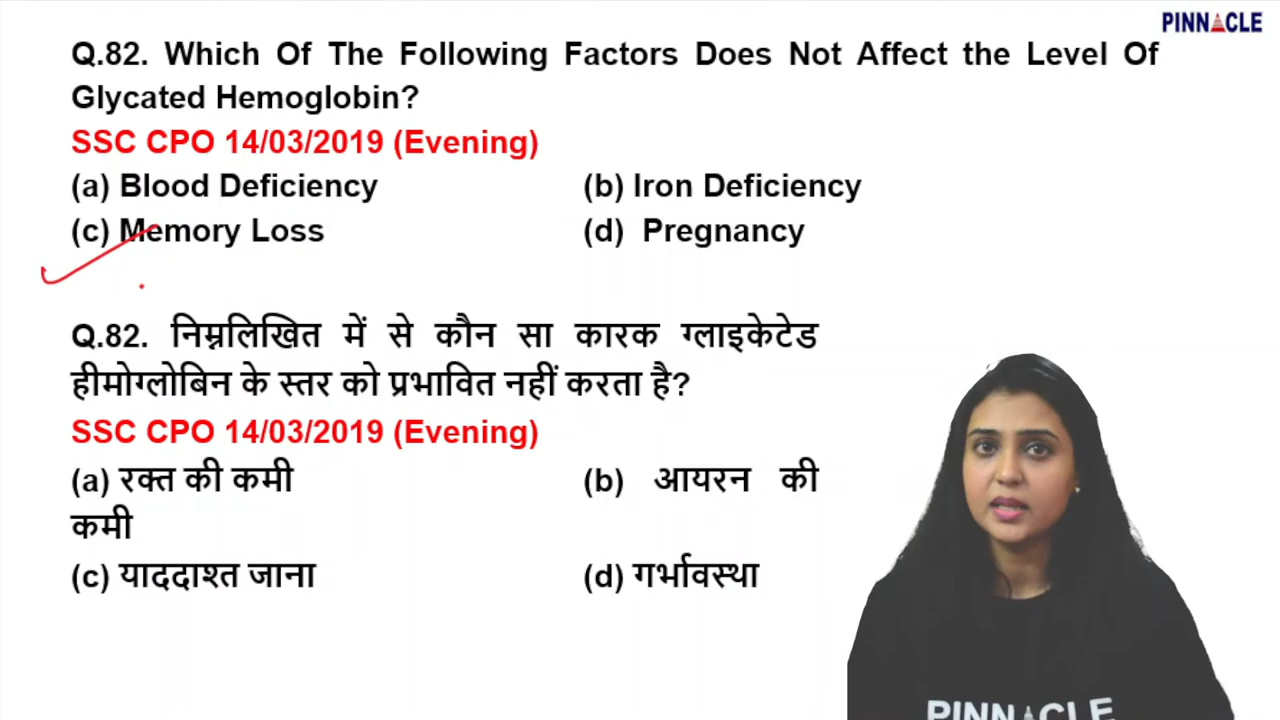 PINNACLE
Q.82. Which Of The Following Factors Does Not Affect the Level Of
Glycated Hemoglobin?
SSC CPO 14/03/2019 (Evening)
(a) Blood Deficiency (b) Iron Deficiency
(c) Memory Loss (d) Pregnancy
Q.82. निम्नलिखित में से कौन सा कारक ग्लाइकेटेड
हीमोग्लोबिन के स्तर को प्रभावित नहीं करता है?
SSC CPO 14/03/2019 (Evening)
(a) रक्त की कमी (b) आयरन की
कमी
(c) याददाश्त जाना (d) गर्भावस्था
PINNACLE